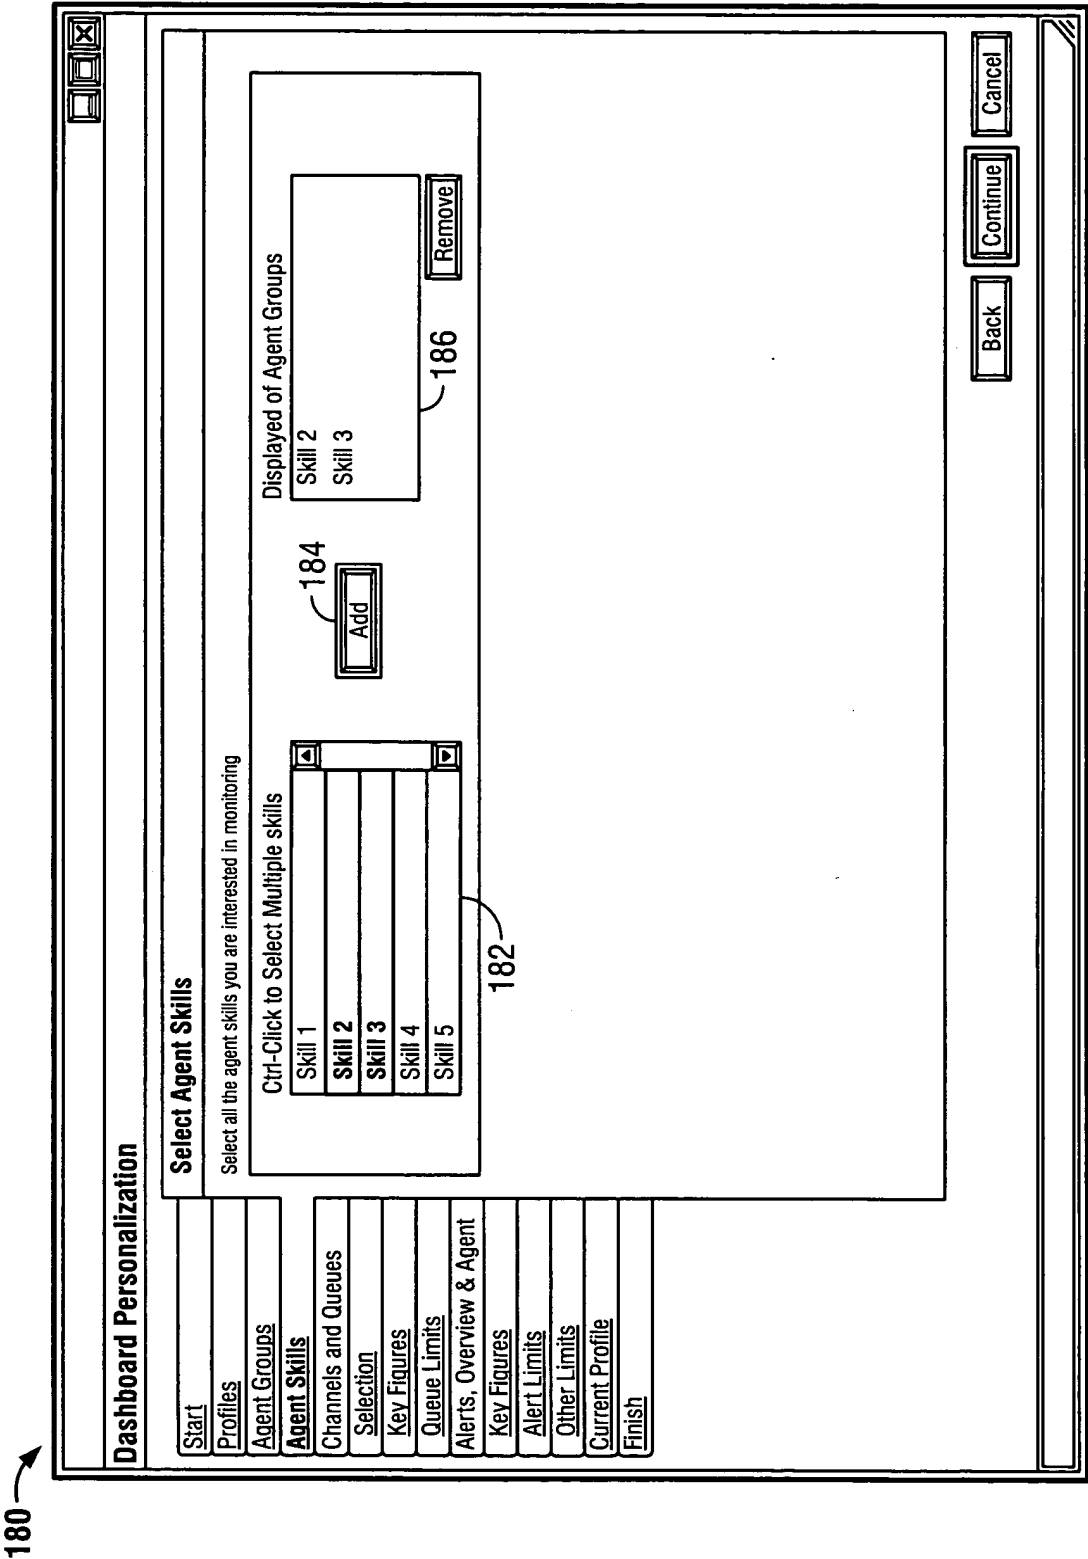 180
Dashboard Personalization
Start
Profiles
Agent Groups
Agent Skills
Channels and Queues
Selection
Key Figures
Queue Limits
Alerts, Overview & Agent
Key Figures
Alert Limits
Other Limits
Current Profile
Finish
Select Agent Skills
Select all the agent skills you are interested in monitoring
Ctrl-Click to Select Multiple skills
Skill 1
Skill 2
Skill 3
Skill 4
Skill 5
182
184
Add
Displayed of Agent Groups
Skill 2
Skill 3
186
Remove
Back
Continue
Cancel